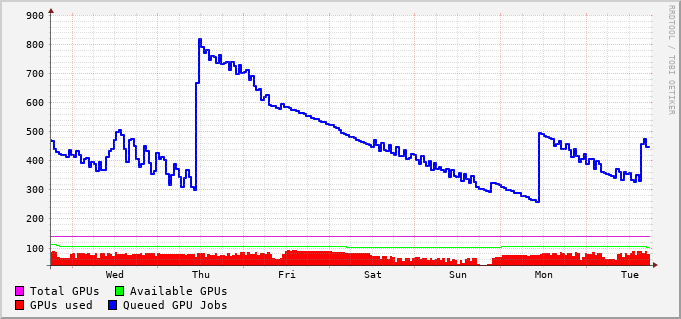 RRDTOOL / TOBI OETIKER
900
800
700
600
500
400
300
200
100
Wed Thu Fri Sat Sun Mon Tue
Total GPUs Available GPUs
GPUs used Queued GPU Jobs